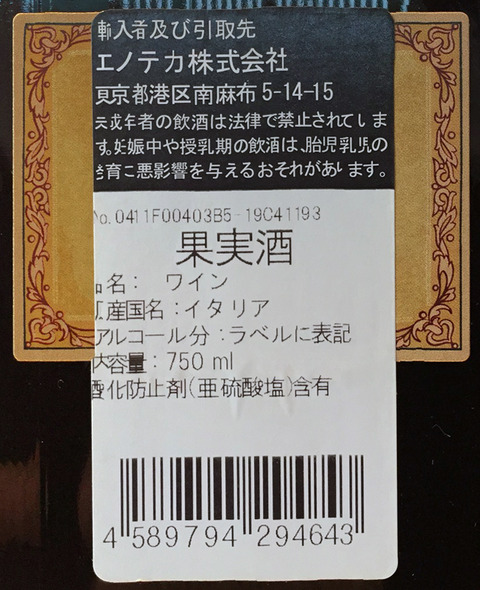 輸入者及び引取先
エノテカ株式会社
東京都港区南麻布 5-14-15
未成年者の飲酒は法律で禁止されています
す。妊娠中や授乳期の飲酒は、胎児乳児の
発育に悪影響を与えるおそれがあります。
No. 0411F00403B5-19C41193
果実酒
品名： ワイン
原産国名：イタリア
アルコール分：ラベルに表記
内容量：750 ml
酸化防止剤(亜硫酸塩)含有
4 589794 294643